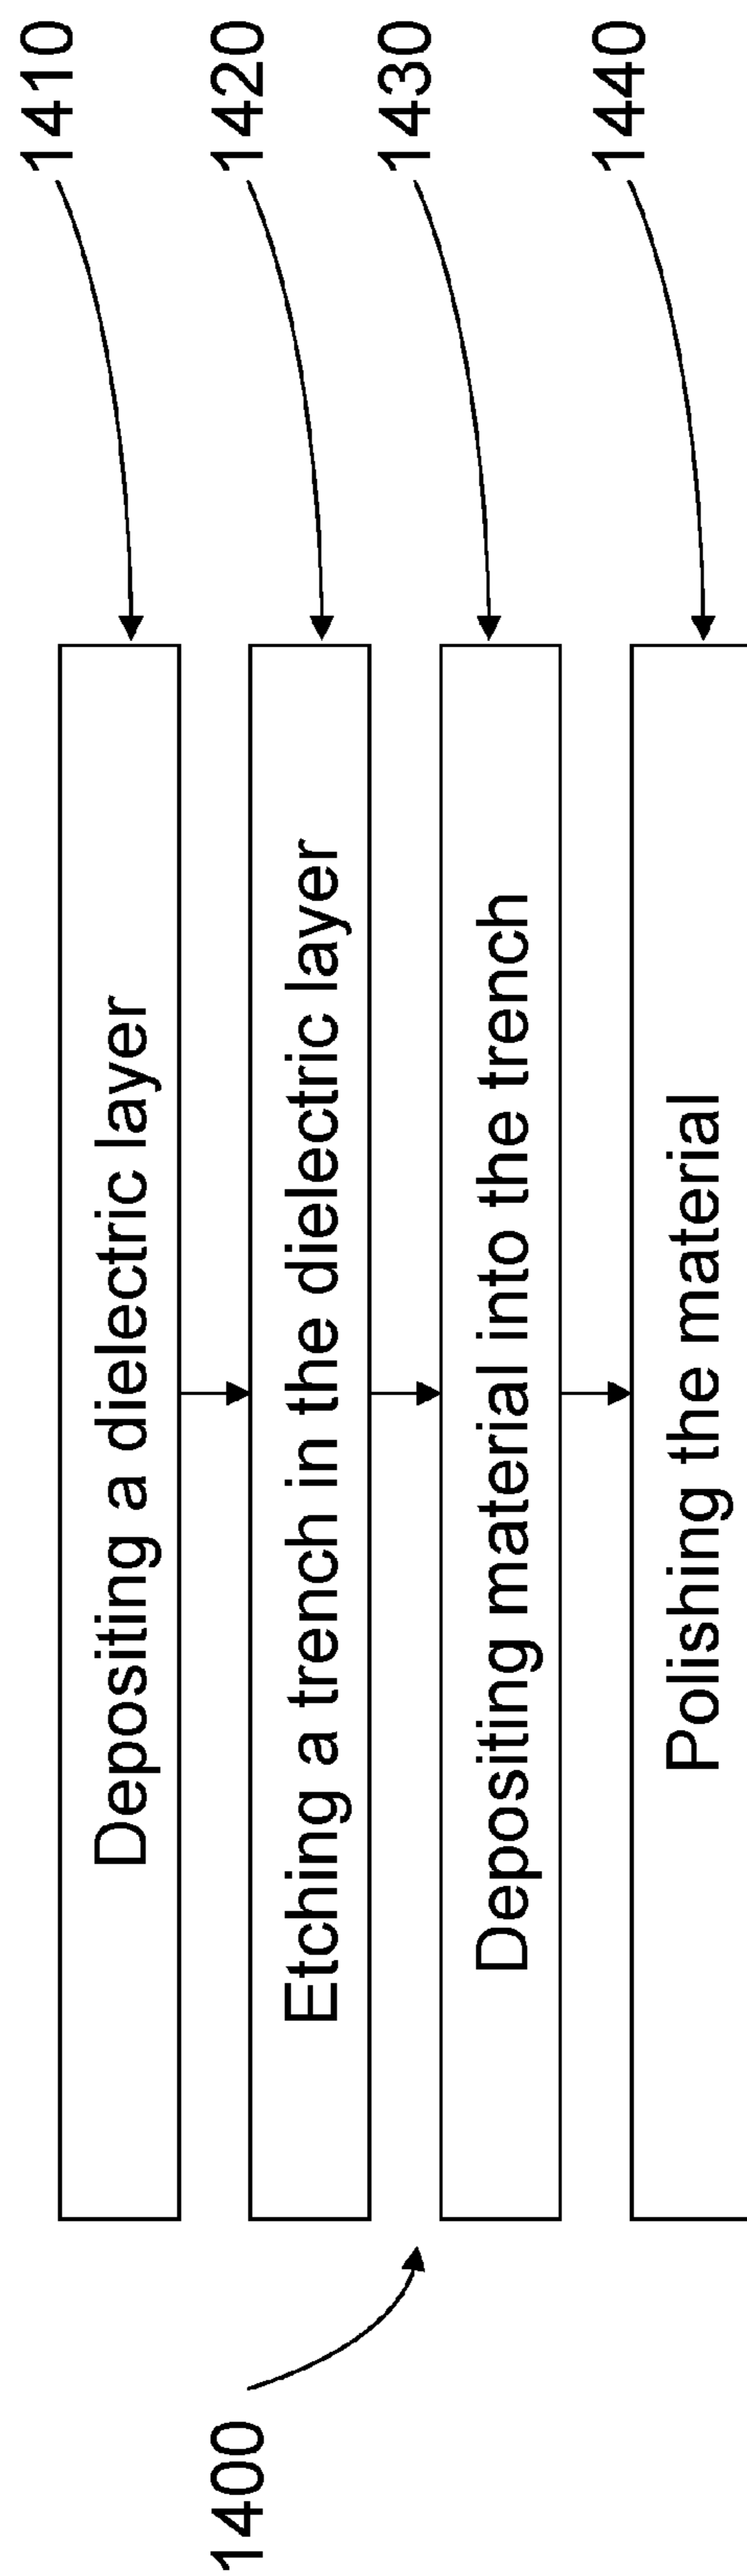 1400
Depositing a dielectric layer
1410
Etching a trench in the dielectric layer
1420
Depositing material into the trench
1430
Polishing the material
1440